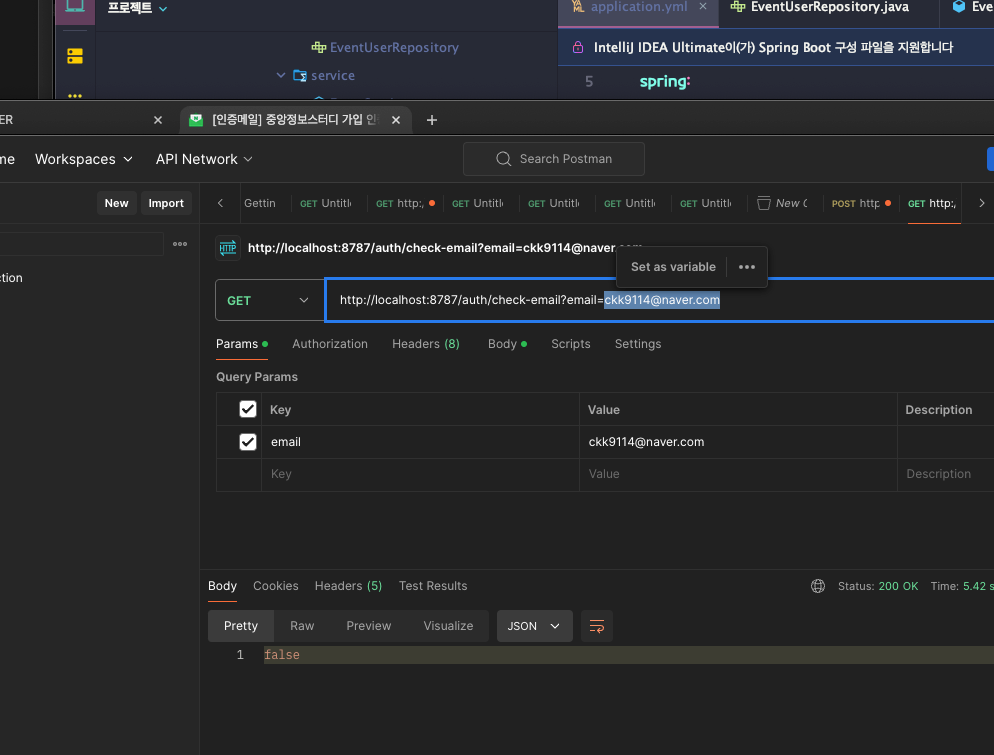 프로젝트
application.yml
EventUserRepository.java
Eve
EventUserRepository
IntelliJ IDEA Ultimate이(가) Spring Boot 구성 파일을 지원합니다
service
5 spring:
ER
[인증메일] 중앙정보스터디 가입 인
me Workspaces API Network Search Postman
New Import
Gettin GET Untitl GET http:, GET Untitl GET Untitl GET Untitl GET Untitl New C POST http GET http:,
HTTP http://localhost:8787/auth/check-email?email=ckk9114@naver.com
ction
Set as variable
GET http://localhost:8787/auth/check-email?email=ckk9114@naver.com
Params Authorization Headers (8) Body Scripts Settings
Query Params
Key Value Description
email ckk9114@naver.com
Key Value Description
Body Cookies Headers (5) Test Results Status: 200 OK Time: 5.42 s
Pretty Raw Preview Visualize JSON
1 false